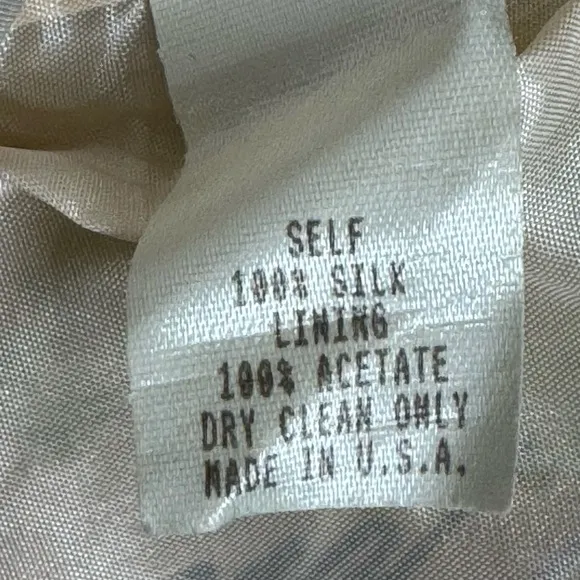 SELF
100% SILK
LINING
100% ACETATE
DRY CLEAN ONLY
MADE IN U.S.A.